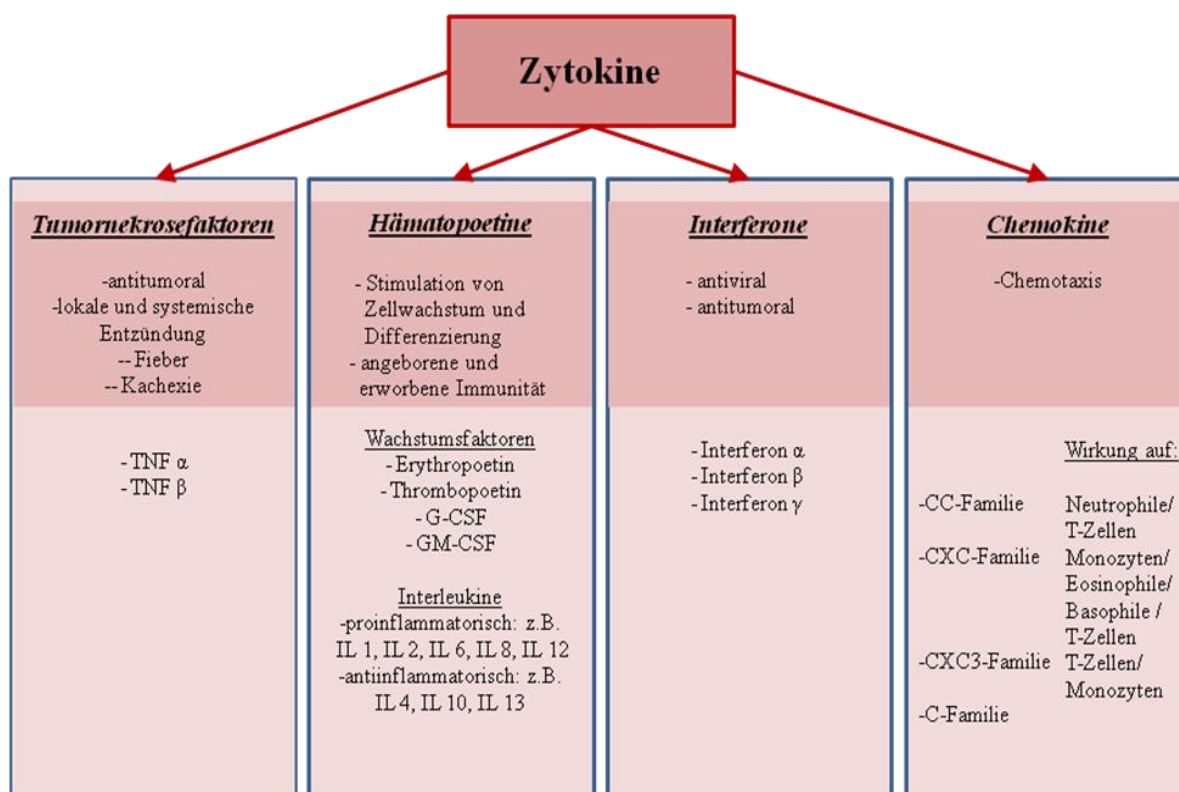 Zytokine
Tumornekrosefaktoren
-antitumoral
-lokale und systemische
Entzündung
-- Fieber
-- Kachexie
- TNF α
- TNF β
Hämatopoetine
- Stimulation von
Zellwachstum und
Differenzierung
- angeborene und
erworbene Immunität
Wachstumsfaktoren
- Erythropoetin
- Thrombopoetin
- G-CSF
- GM-CSF
Interleukine
-proinflammatorisch: z.B.
IL 1, IL 2, IL 6, IL 8, IL 12
-antiinflammatorisch: z.B.
IL 4, IL 10, IL 13
Interferone
- antiviral
- antitumoral
- Interferon α
- Interferon β
- Interferon γ
Chemokine
-Chemotaxis
Wirkung auf:
-CC-Familie Neutrophile/
T-Zellen
-CXC-Familie Monozyten/
Eosinophile/
Basophile /
T-Zellen
-CXC3-Familie T-Zellen/
Monozyten
-C-Familie